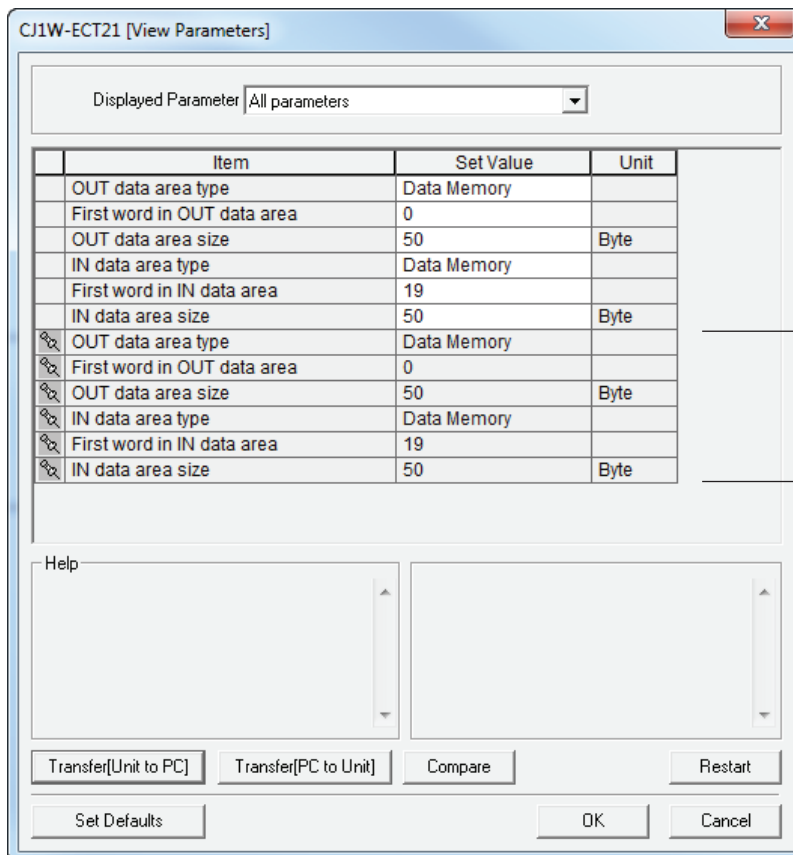 CJ1W-ECT21 [View Parameters]
Displayed Parameter All parameters
Item Set Value Unit
OUT data area type Data Memory
First word in OUT data area 0
OUT data area size 50 Byte
IN data area type Data Memory
First word in IN data area 19
IN data area size 50 Byte
OUT data area type Data Memory
First word in OUT data area 0
OUT data area size 50 Byte
IN data area type Data Memory
First word in IN data area 19
IN data area size 50 Byte
Help
Transfer[Unit to PC] Transfer[PC to Unit] Compare Restart
Set Defaults OK Cancel